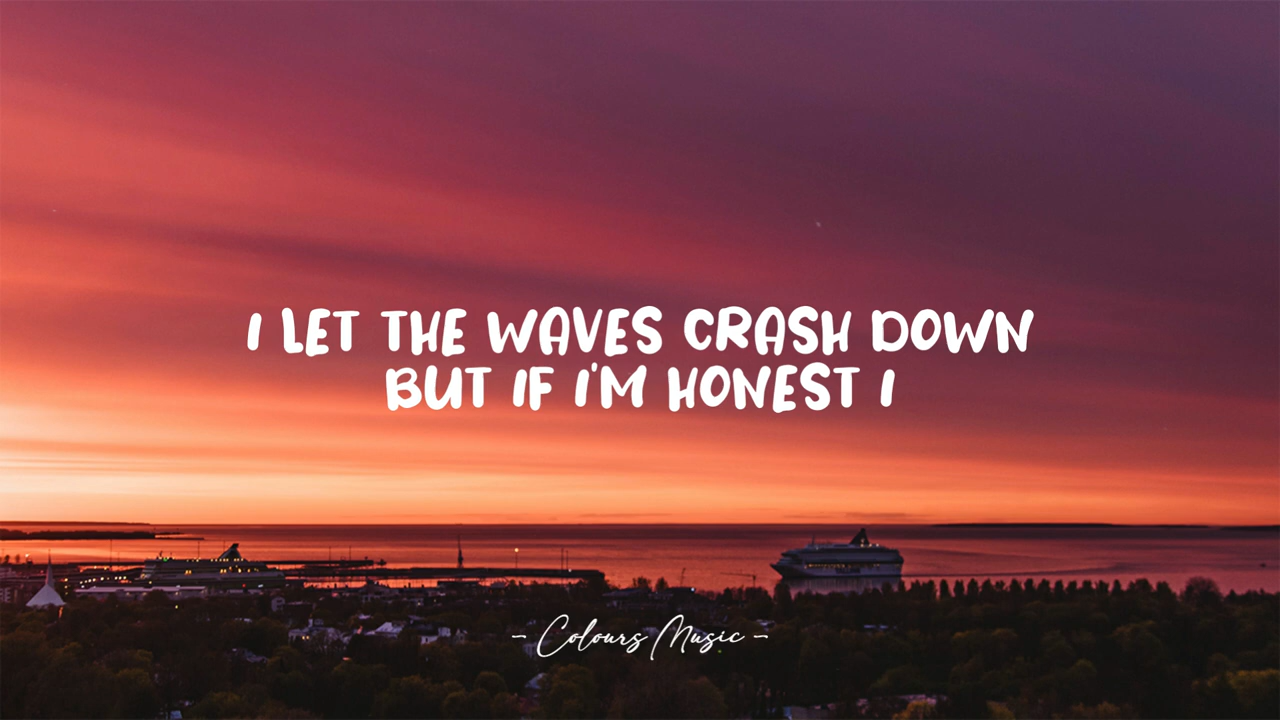 I LET THE WAVES CRASH DOWN
BUT IF I'M HONEST I
- Colours Music -